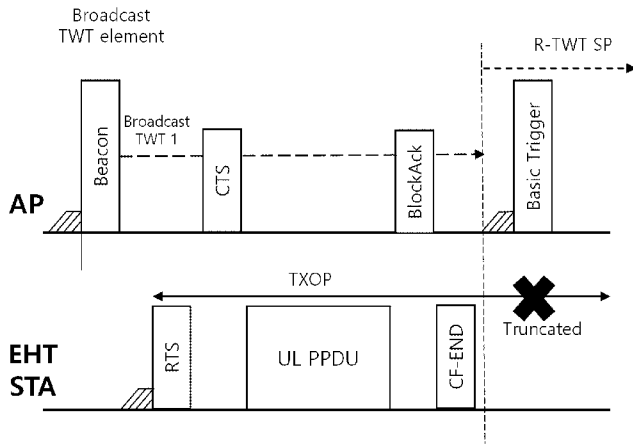 Broadcast
TWT element
R-TWT SP
Beacon
Broadcast
TWT 1
CTS
BlockAck
Basic Trigger
AP
TXOP
RTS
UL PPDU
CF-END
Truncated
EHT
STA